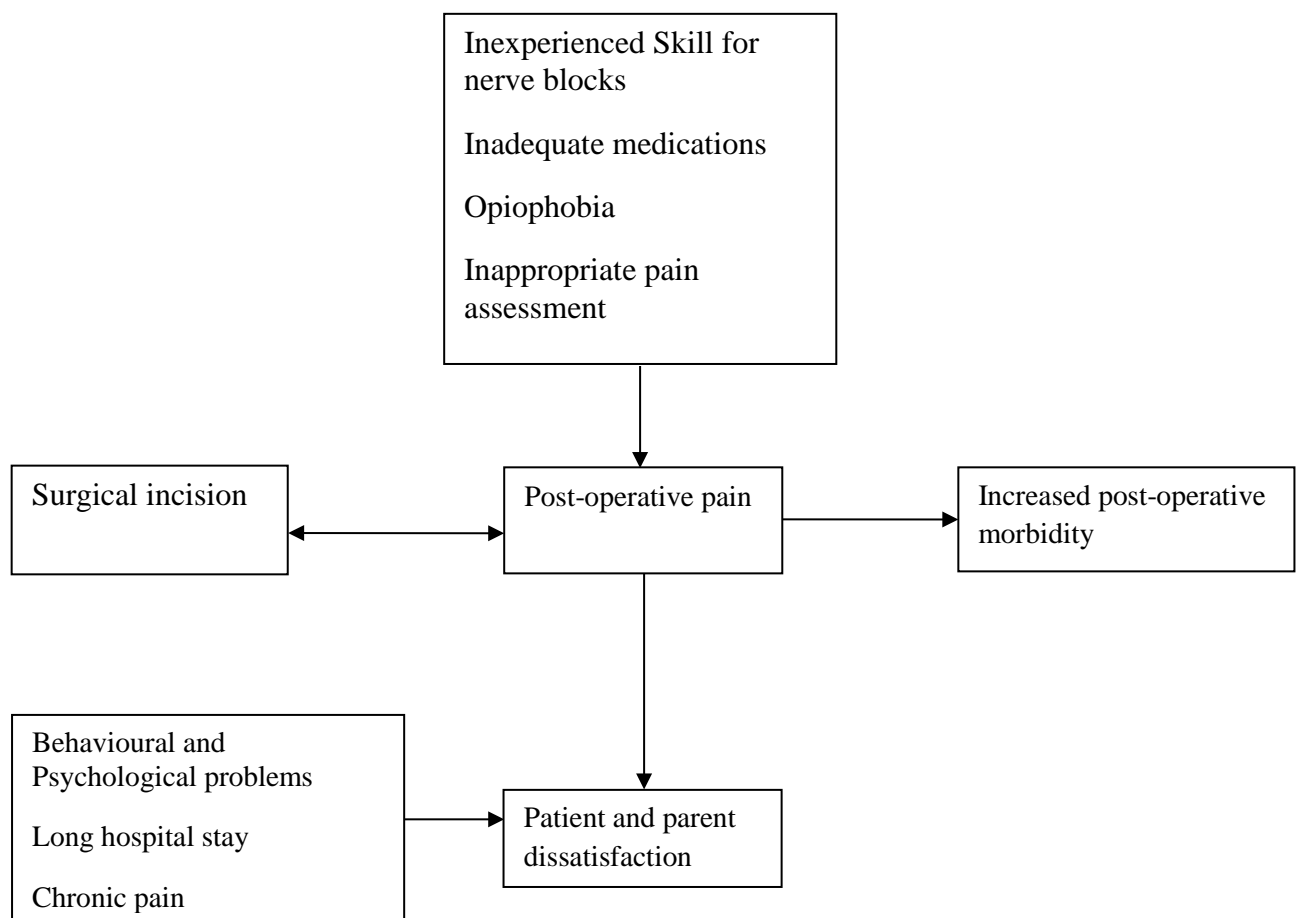 Inexperienced Skill for
nerve blocks
Inadequate medications
Opiophobia
Inappropriate pain
assessment
Surgical incision
Post-operative pain
Increased post-operative
morbidity
Behavioural and
Psychological problems
Long hospital stay
Chronic pain
Patient and parent
dissatisfaction